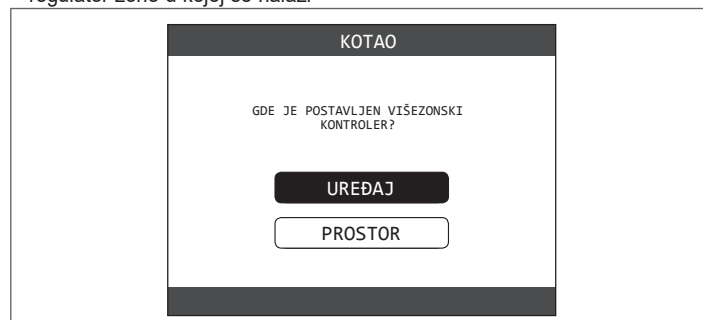 regulator zone u kojoj se nalazi
KOTAO
GDE JE POSTAVLJEN VIŠEZONSKI
KONTROLER?
UREĐAJ
PROSTOR